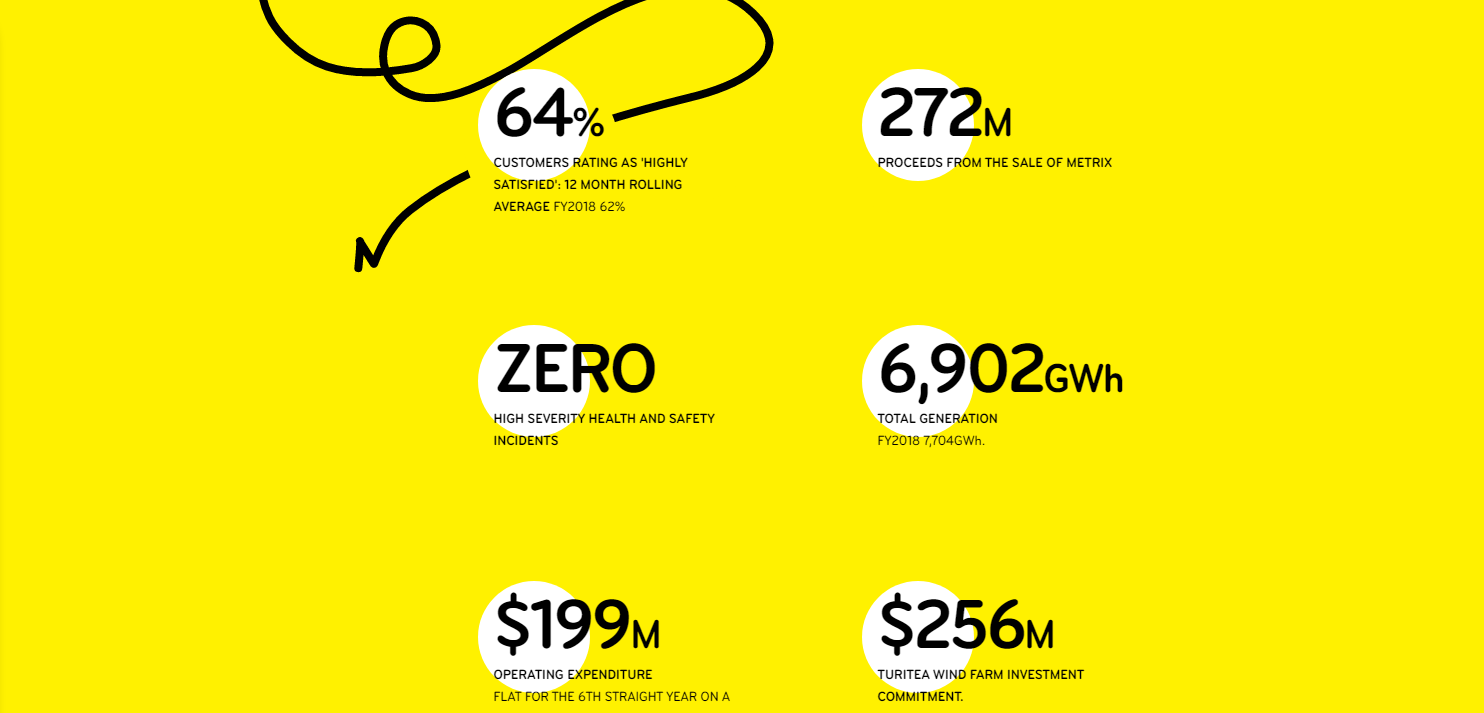 64%
CUSTOMERS RATING AS 'HIGHLY
SATISFIED': 12 MONTH ROLLING
AVERAGE FY2018 62%
272M
PROCEEDS FROM THE SALE OF METRIX
ZERO
HIGH SEVERITY HEALTH AND SAFETY
INCIDENTS
6,902GWh
TOTAL GENERATION
FY2018 7,704GWh.
$199M
OPERATING EXPENDITURE
FLAT FOR THE 6TH STRAIGHT YEAR ON A
$256M
TURITEA WIND FARM INVESTMENT
COMMITMENT.